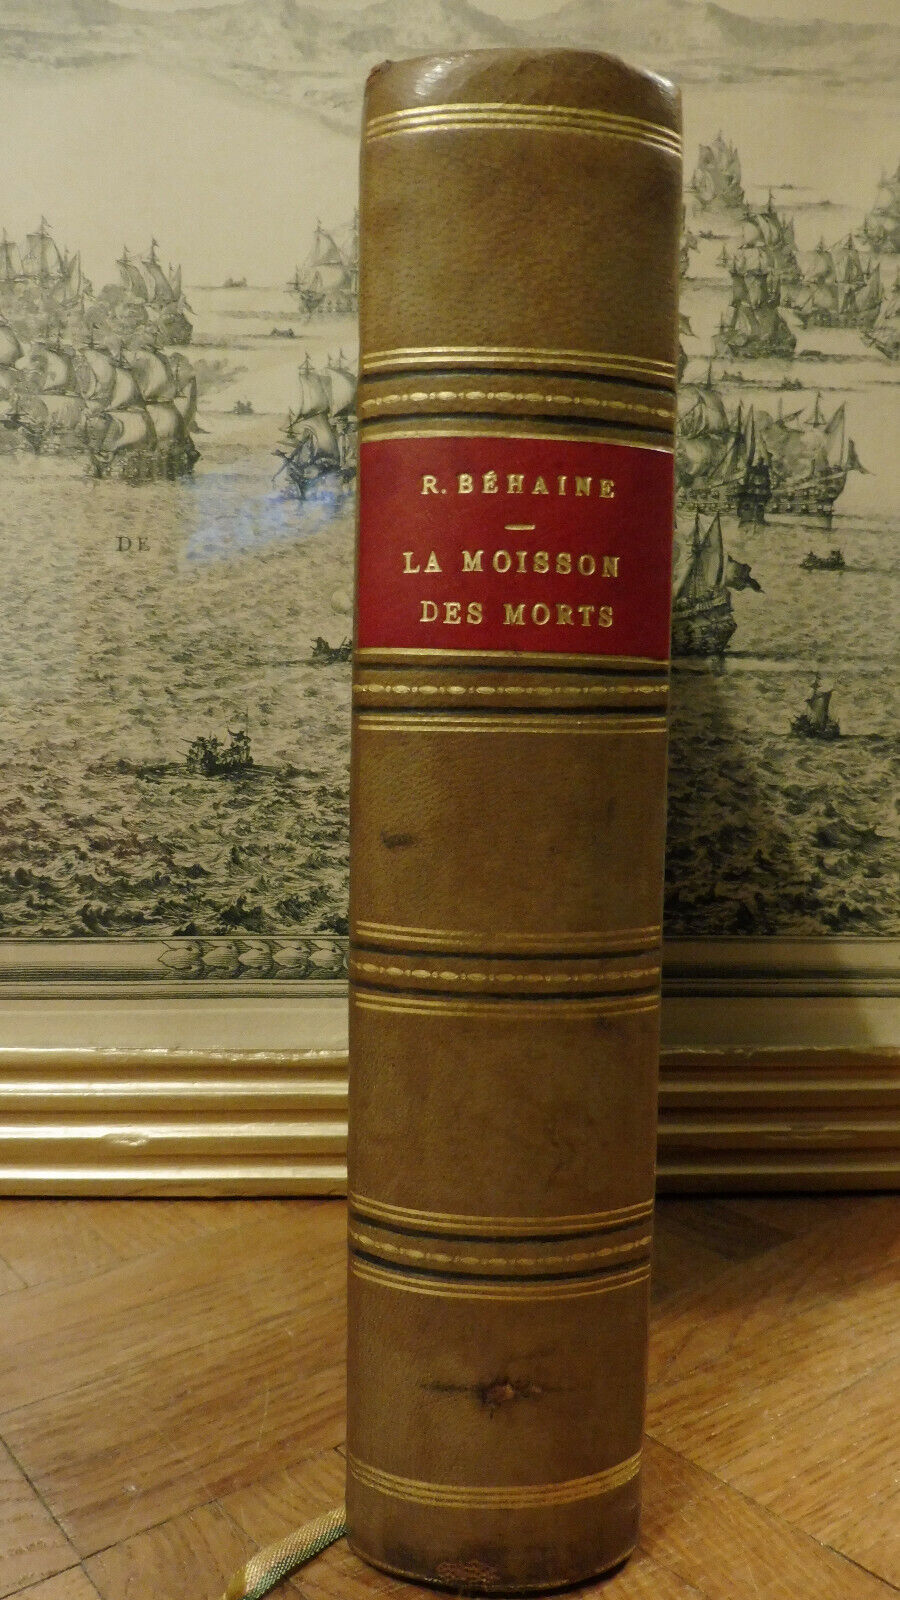 R. BÉHAINE
LA MOISSON
DES MORTS
DE